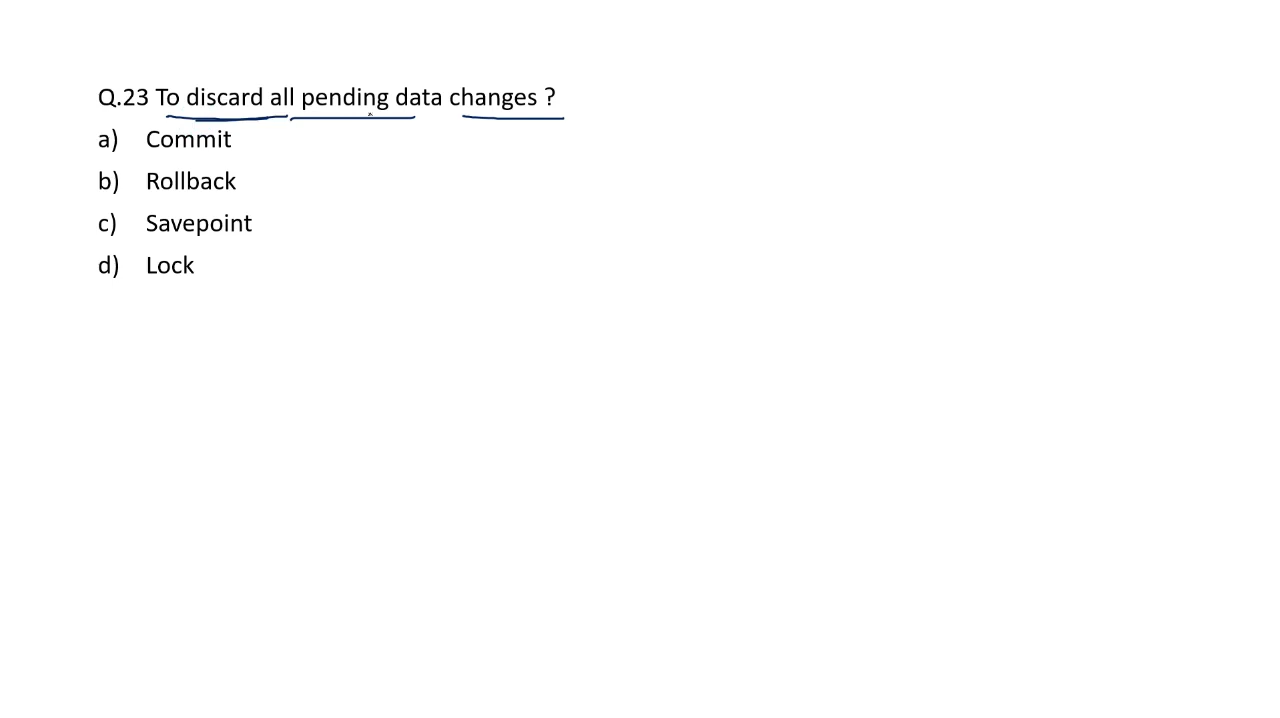 Q.23 To discard all pending data changes ?
a) Commit
b) Rollback
c) Savepoint
d) Lock